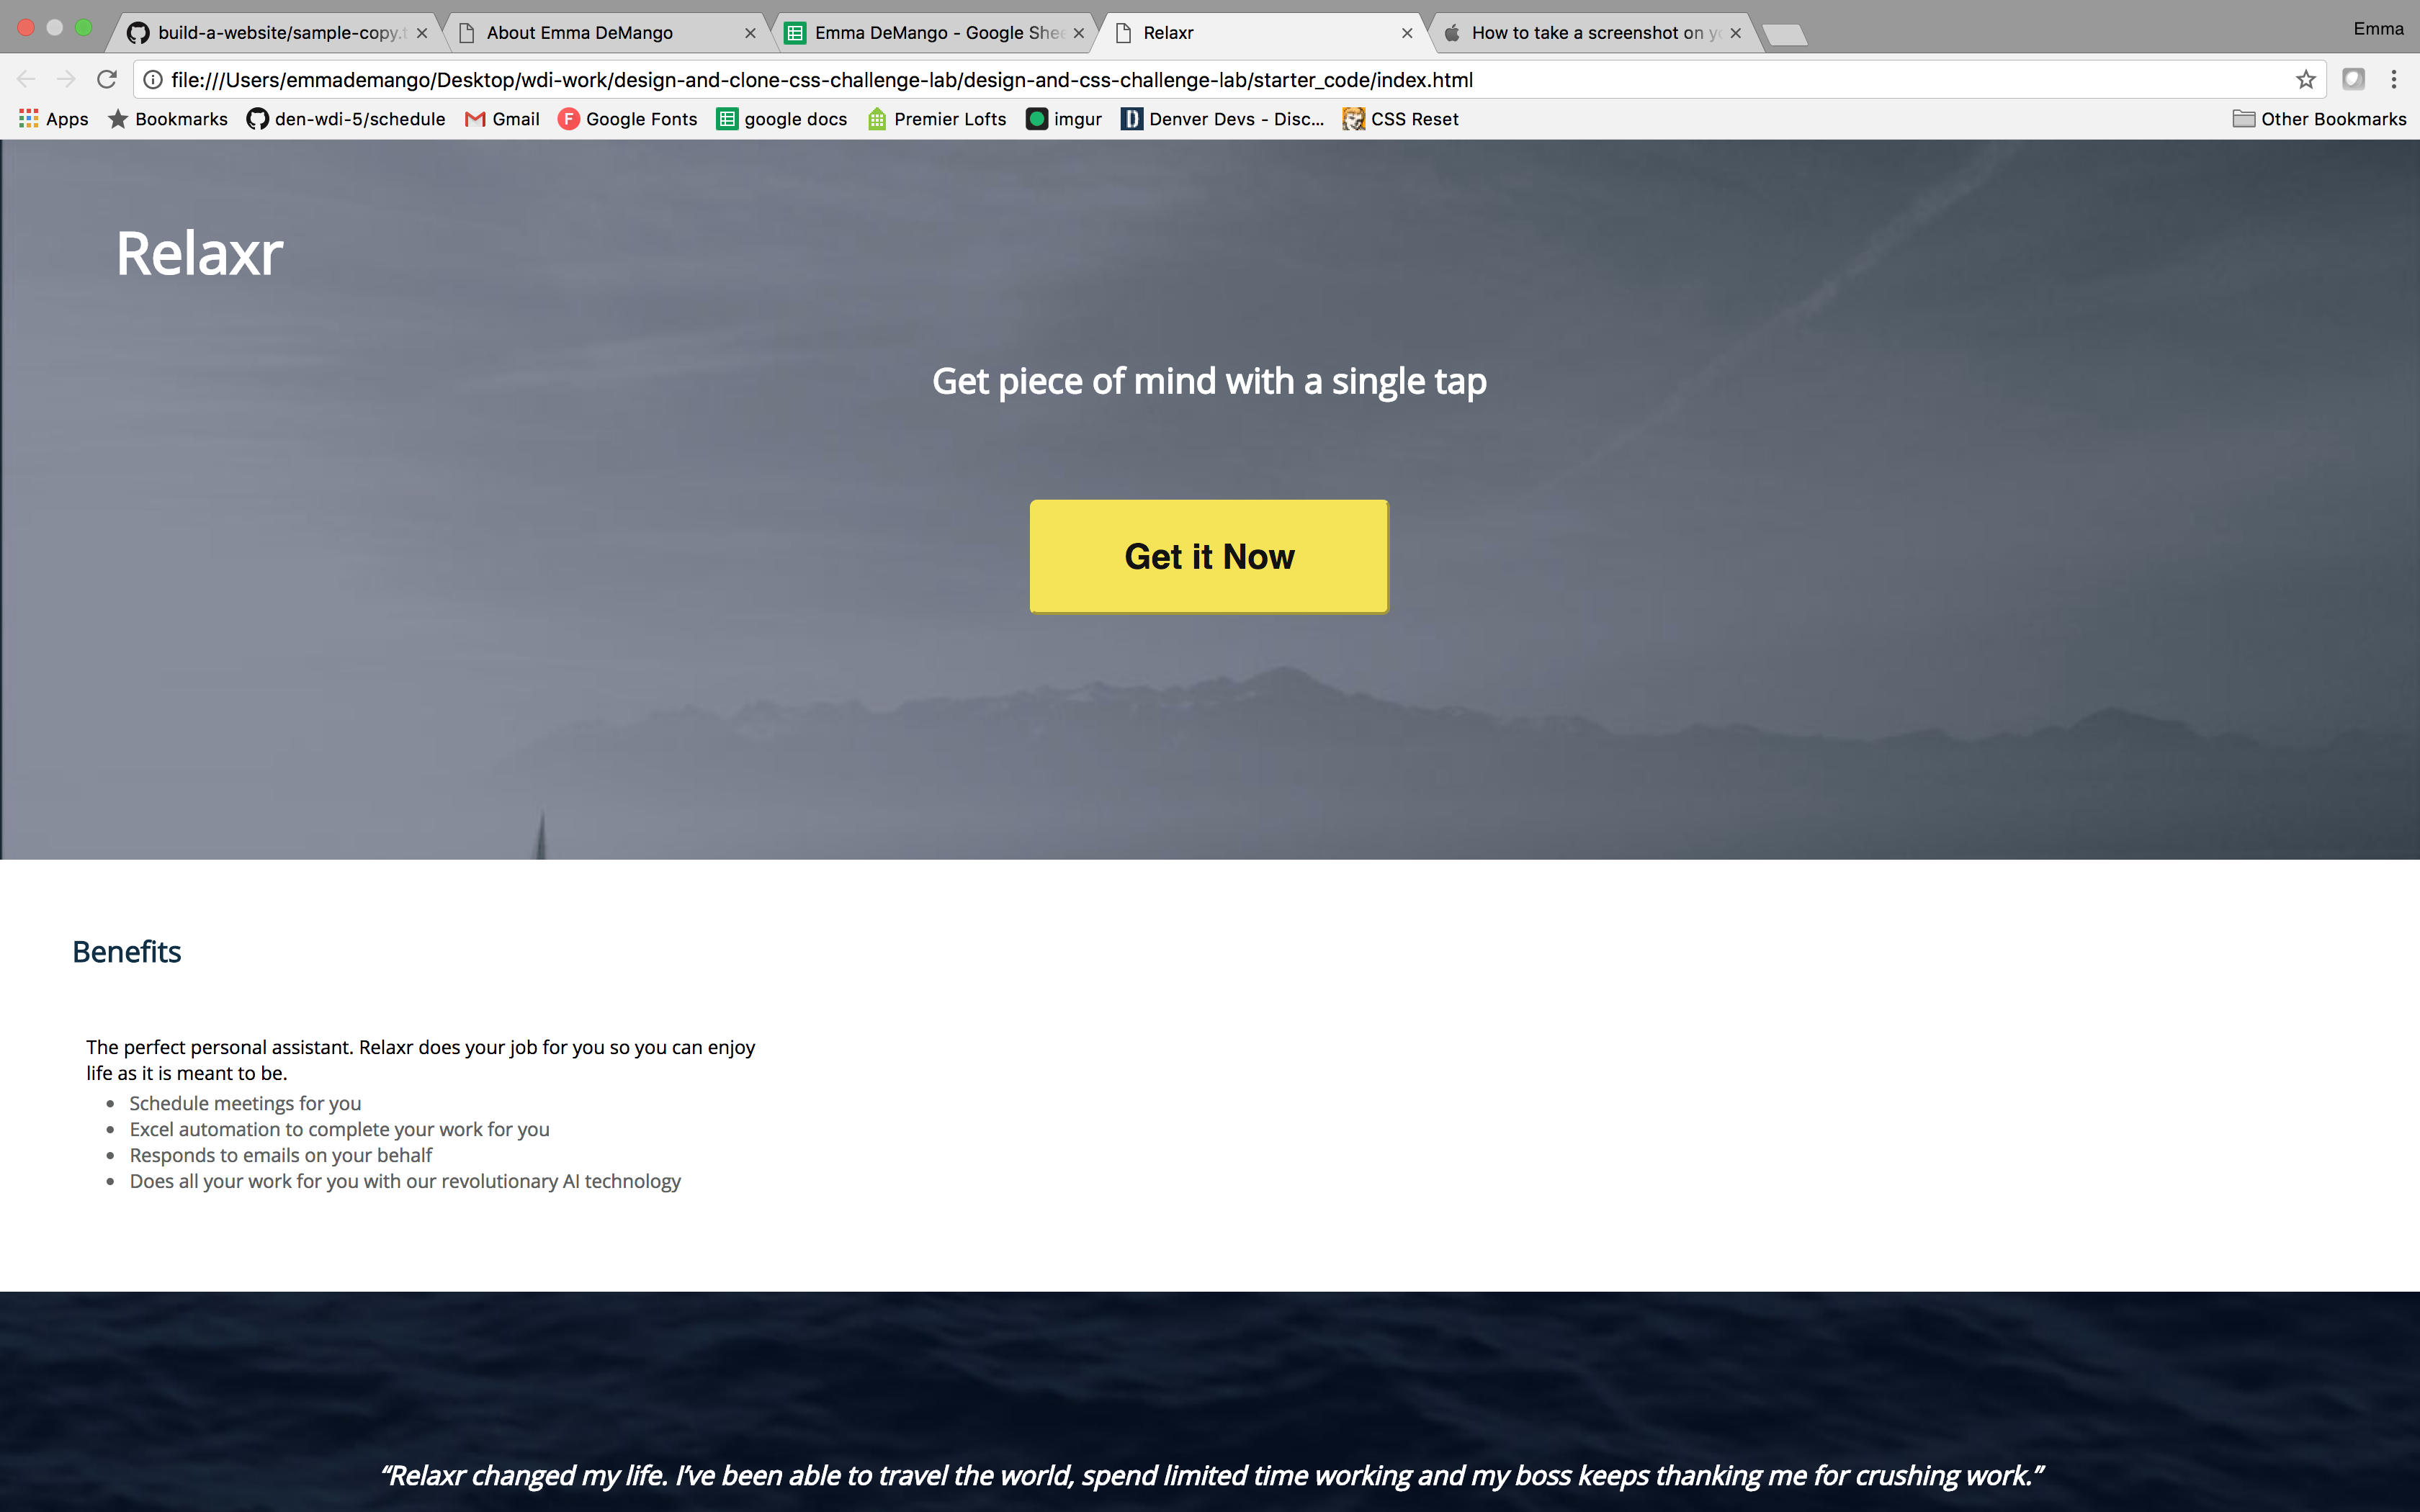 build-a-website/sample-copy.t
About Emma DeMango
Emma DeMango - Google Shee
Relaxr
How to take a screenshot on yo
Emma
file:///Users/emmademango/Desktop/wdi-work/design-and-clone-css-challenge-lab/design-and-css-challenge-lab/starter_code/index.html
Apps
Bookmarks
den-wdi-5/schedule
Gmail
Google Fonts
google docs
Premier Lofts
imgur
Denver Devs - Disc...
CSS Reset
Other Bookmarks
Relaxr
Get piece of mind with a single tap
Get it Now
Benefits
The perfect personal assistant. Relaxr does your job for you so you can enjoy
life as it is meant to be.
• Schedule meetings for you
• Excel automation to complete your work for you
• Responds to emails on your behalf
• Does all your work for you with our revolutionary AI technology
“Relaxr changed my life. I’ve been able to travel the world, spend limited time working and my boss keeps thanking me for crushing work.”